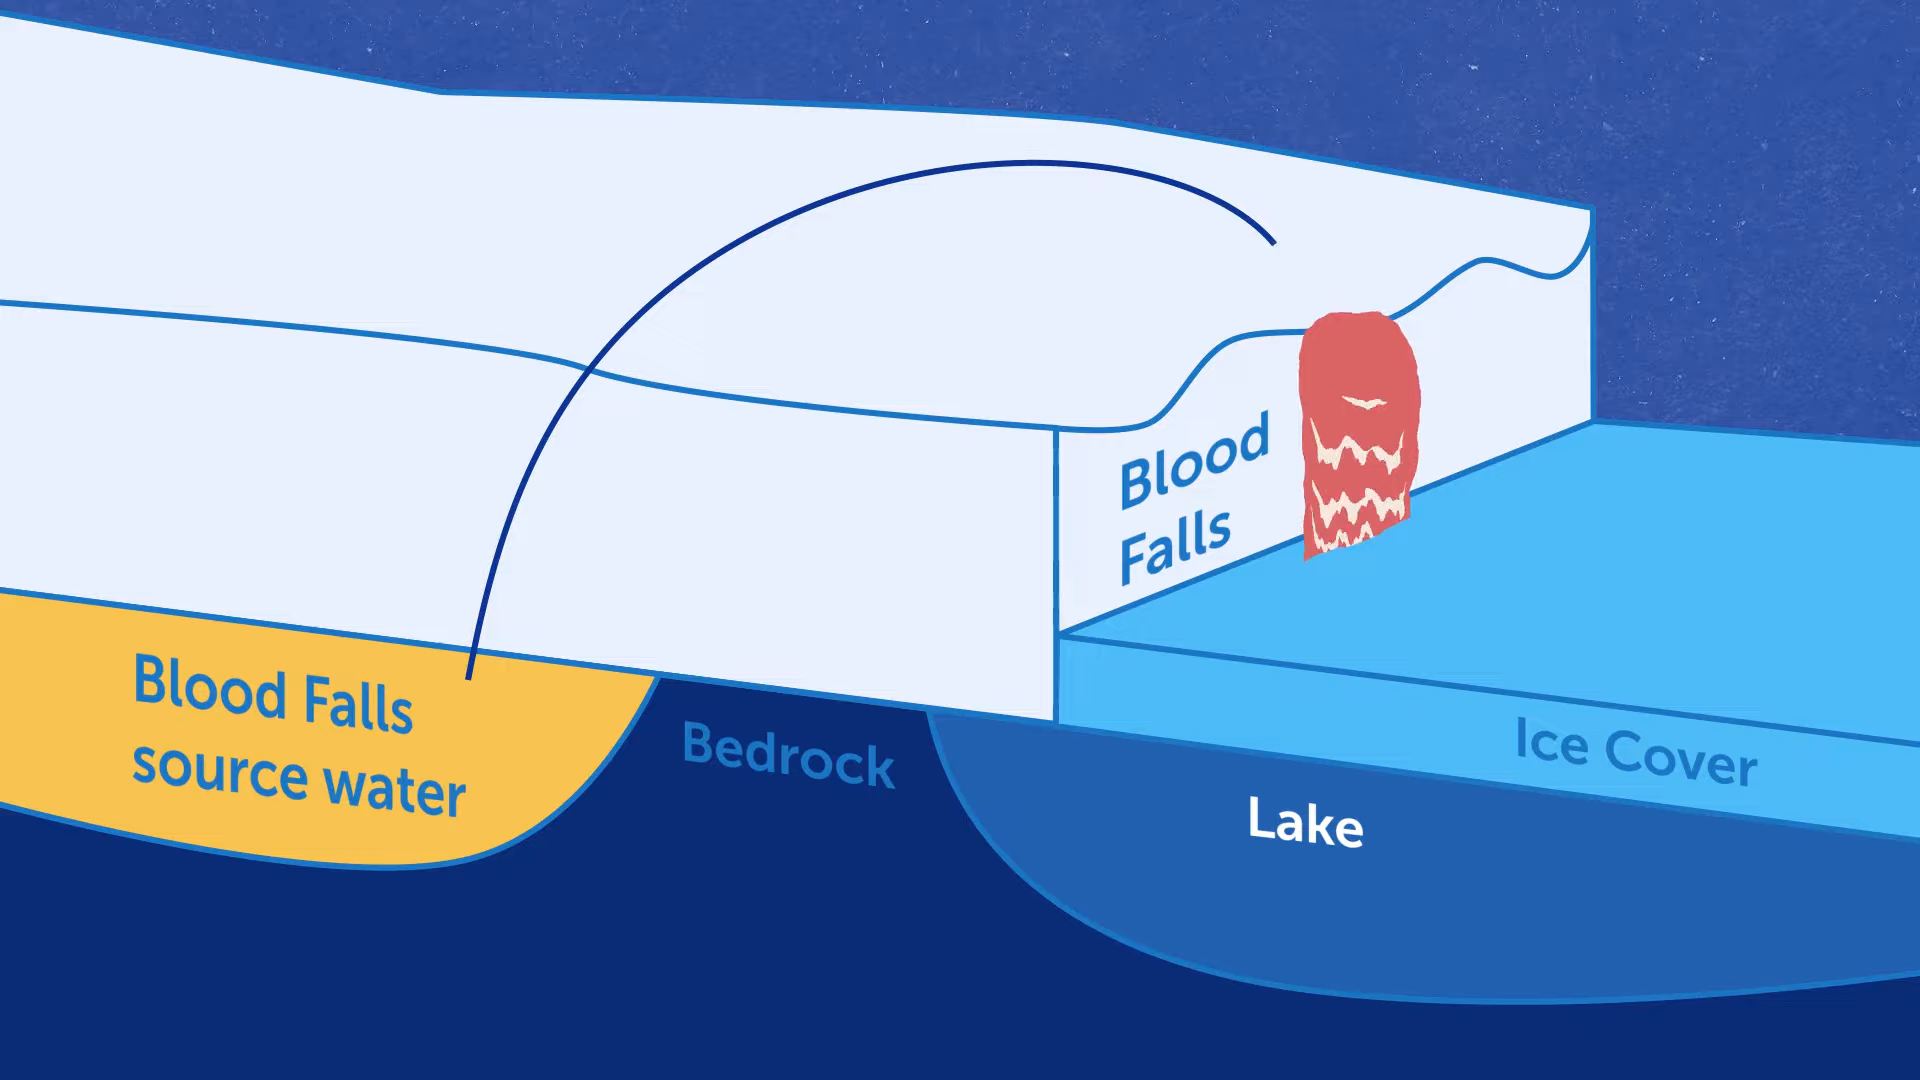 Blood
Falls
Blood Falls
source water
Bedrock
Ice Cover
Lake